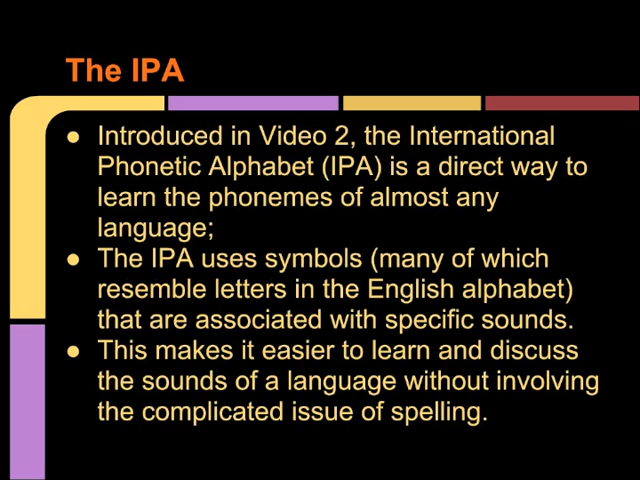 The IPA
● Introduced in Video 2, the International
Phonetic Alphabet (IPA) is a direct way to
learn the phonemes of almost any
language;
● The IPA uses symbols (many of which
resemble letters in the English alphabet)
that are associated with specific sounds.
● This makes it easier to learn and discuss
the sounds of a language without involving
the complicated issue of spelling.